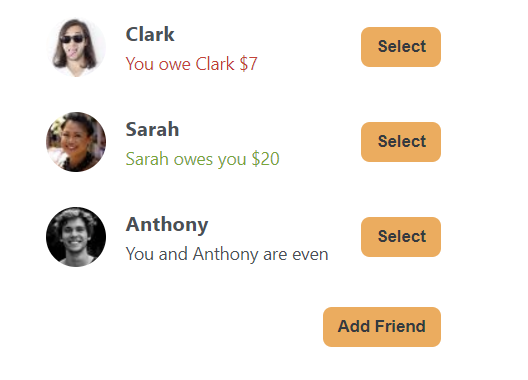 Clark
You owe Clark $7
Select
Sarah
Sarah owes you $20
Select
Anthony
You and Anthony are even
Select
Add Friend